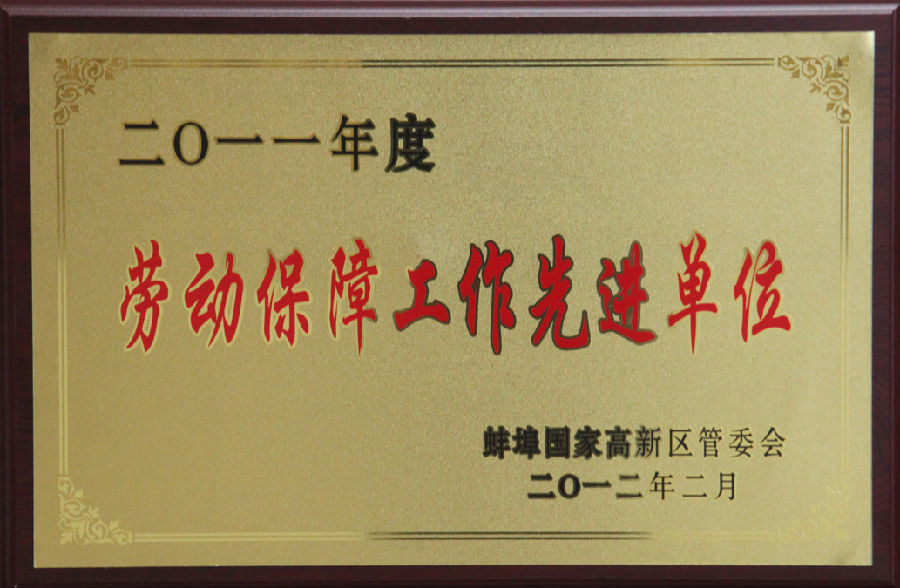 二〇一一年度
劳动保障工作先进单位
蚌埠国家高新区管委会
二〇一二年二月